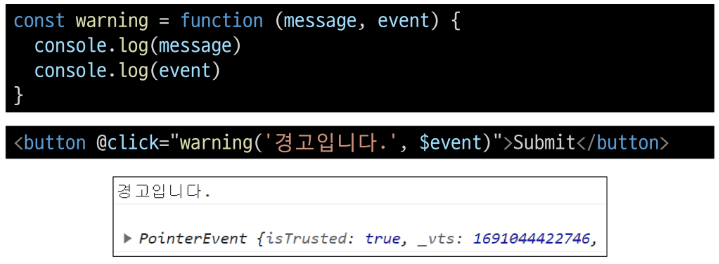 const warning = function (message, event) {
  console.log(message)
  console.log(event)
}
<button @click="warning('경고입니다.', $event)">Submit</button>
경고입니다.
▶ PointerEvent {isTrusted: true, _vts: 1691044422746,